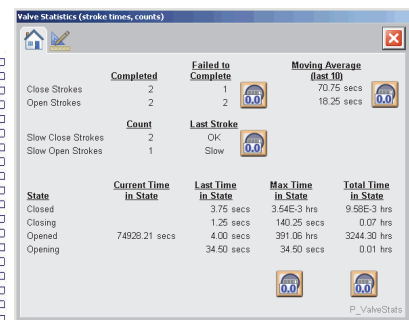 Valve Statistics (stroke times, counts)
Completed Failed to Complete Moving Average (last 10)
Close Strokes 2 1 70.75 secs
Open Strokes 2 2 18.25 secs
0.0 0.0
Count Last Stroke
Slow Close Strokes 2 OK
Slow Open Strokes 1 Slow
0.0
State Current Time in State Last Time in State Max Time in State Total Time in State
Closed 3.75 secs 3.54E-3 hrs 9.58E-3 hrs
Closing 1.25 secs 140.25 secs 0.07 hrs
Opened 74928.21 secs 4.00 secs 391.06 hrs 3244.30 hrs
Opening 34.50 secs 34.50 secs 0.01 hrs
0.0 0.0
P_ValveStats